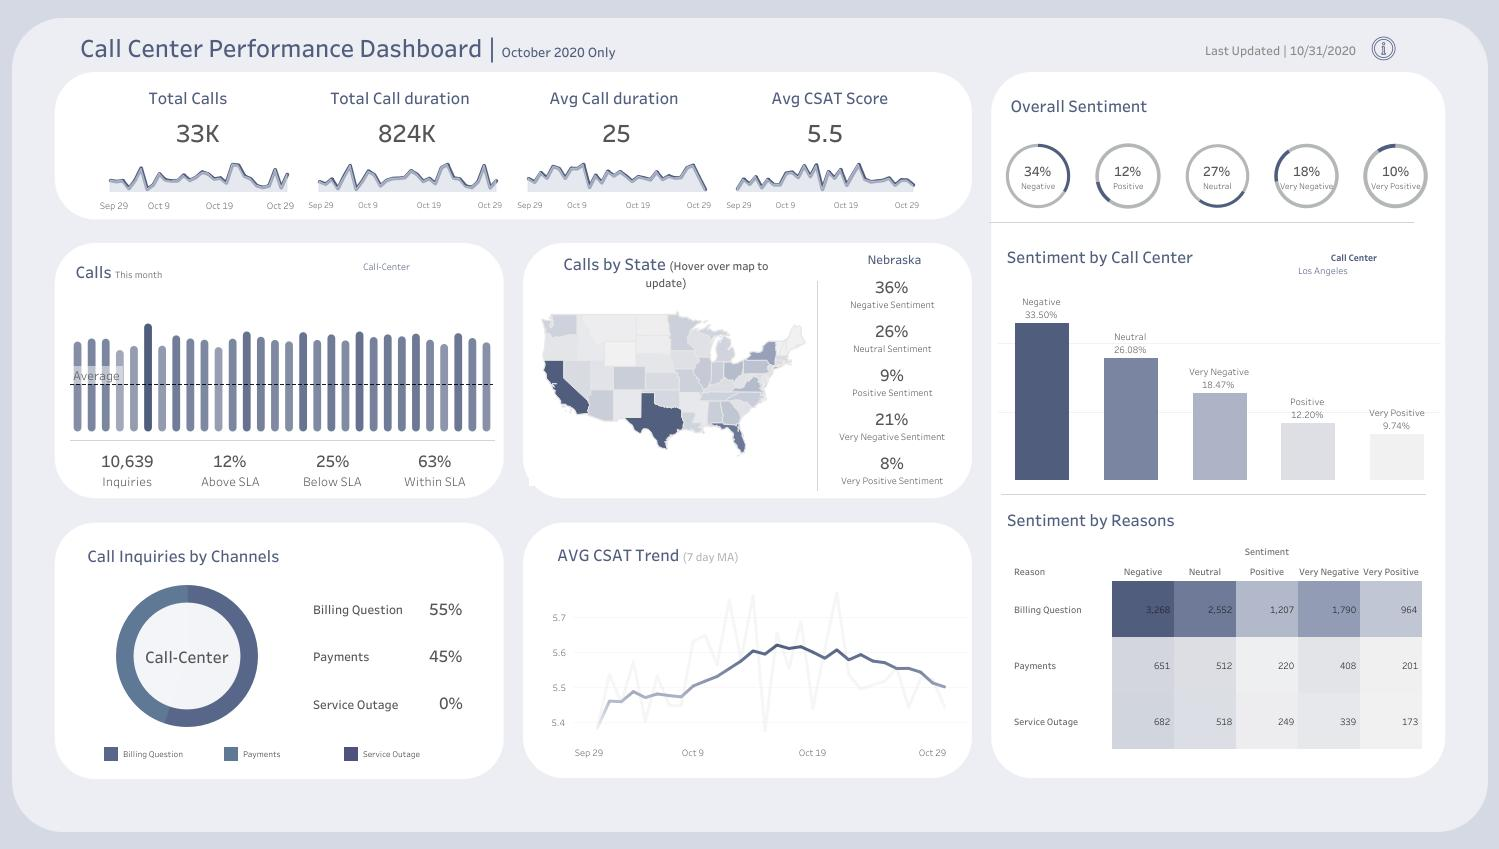 Call Center Performance Dashboard | October 2020 Only
Last Updated | 10/31/2020
Total Calls
33K
Sep 29 Oct 9 Oct 19 Oct 29
Total Call duration
824K
Sep 29 Oct 9 Oct 19 Oct 29
Avg Call duration
25
Sep 29 Oct 9 Oct 19 Oct 29
Avg CSAT Score
5.5
Sep 29 Oct 9 Oct 19 Oct 29
Overall Sentiment
34%
Negative
12%
Positive
27%
Neutral
18%
Very Negative
10%
Very Positive
Calls This month
Call-Center
Average
10,639
Inquiries
12%
Above SLA
25%
Below SLA
63%
Within SLA
Calls by State (Hover over map to
update)
Nebraska
36%
Negative Sentiment
26%
Neutral Sentiment
9%
Positive Sentiment
21%
Very Negative Sentiment
8%
Very Positive Sentiment
Sentiment by Call Center
Call Center
Los Angeles
Negative
33.50%
Neutral
26.08%
Very Negative
18.47%
Positive
12.20%
Very Positive
9.74%
Call Inquiries by Channels
Call-Center
Billing Question 55%
Payments 45%
Service Outage 0%
Billing Question Payments Service Outage
AVG CSAT Trend (7 day MA)
5.7
5.6
5.5
5.4
Sep 29 Oct 9 Oct 19 Oct 29
Sentiment by Reasons
Sentiment
Reason Negative Neutral Positive Very Negative Very Positive
Billing Question 3,268 2,552 1,207 1,790 964
Payments 651 512 220 408 201
Service Outage 682 518 249 339 173